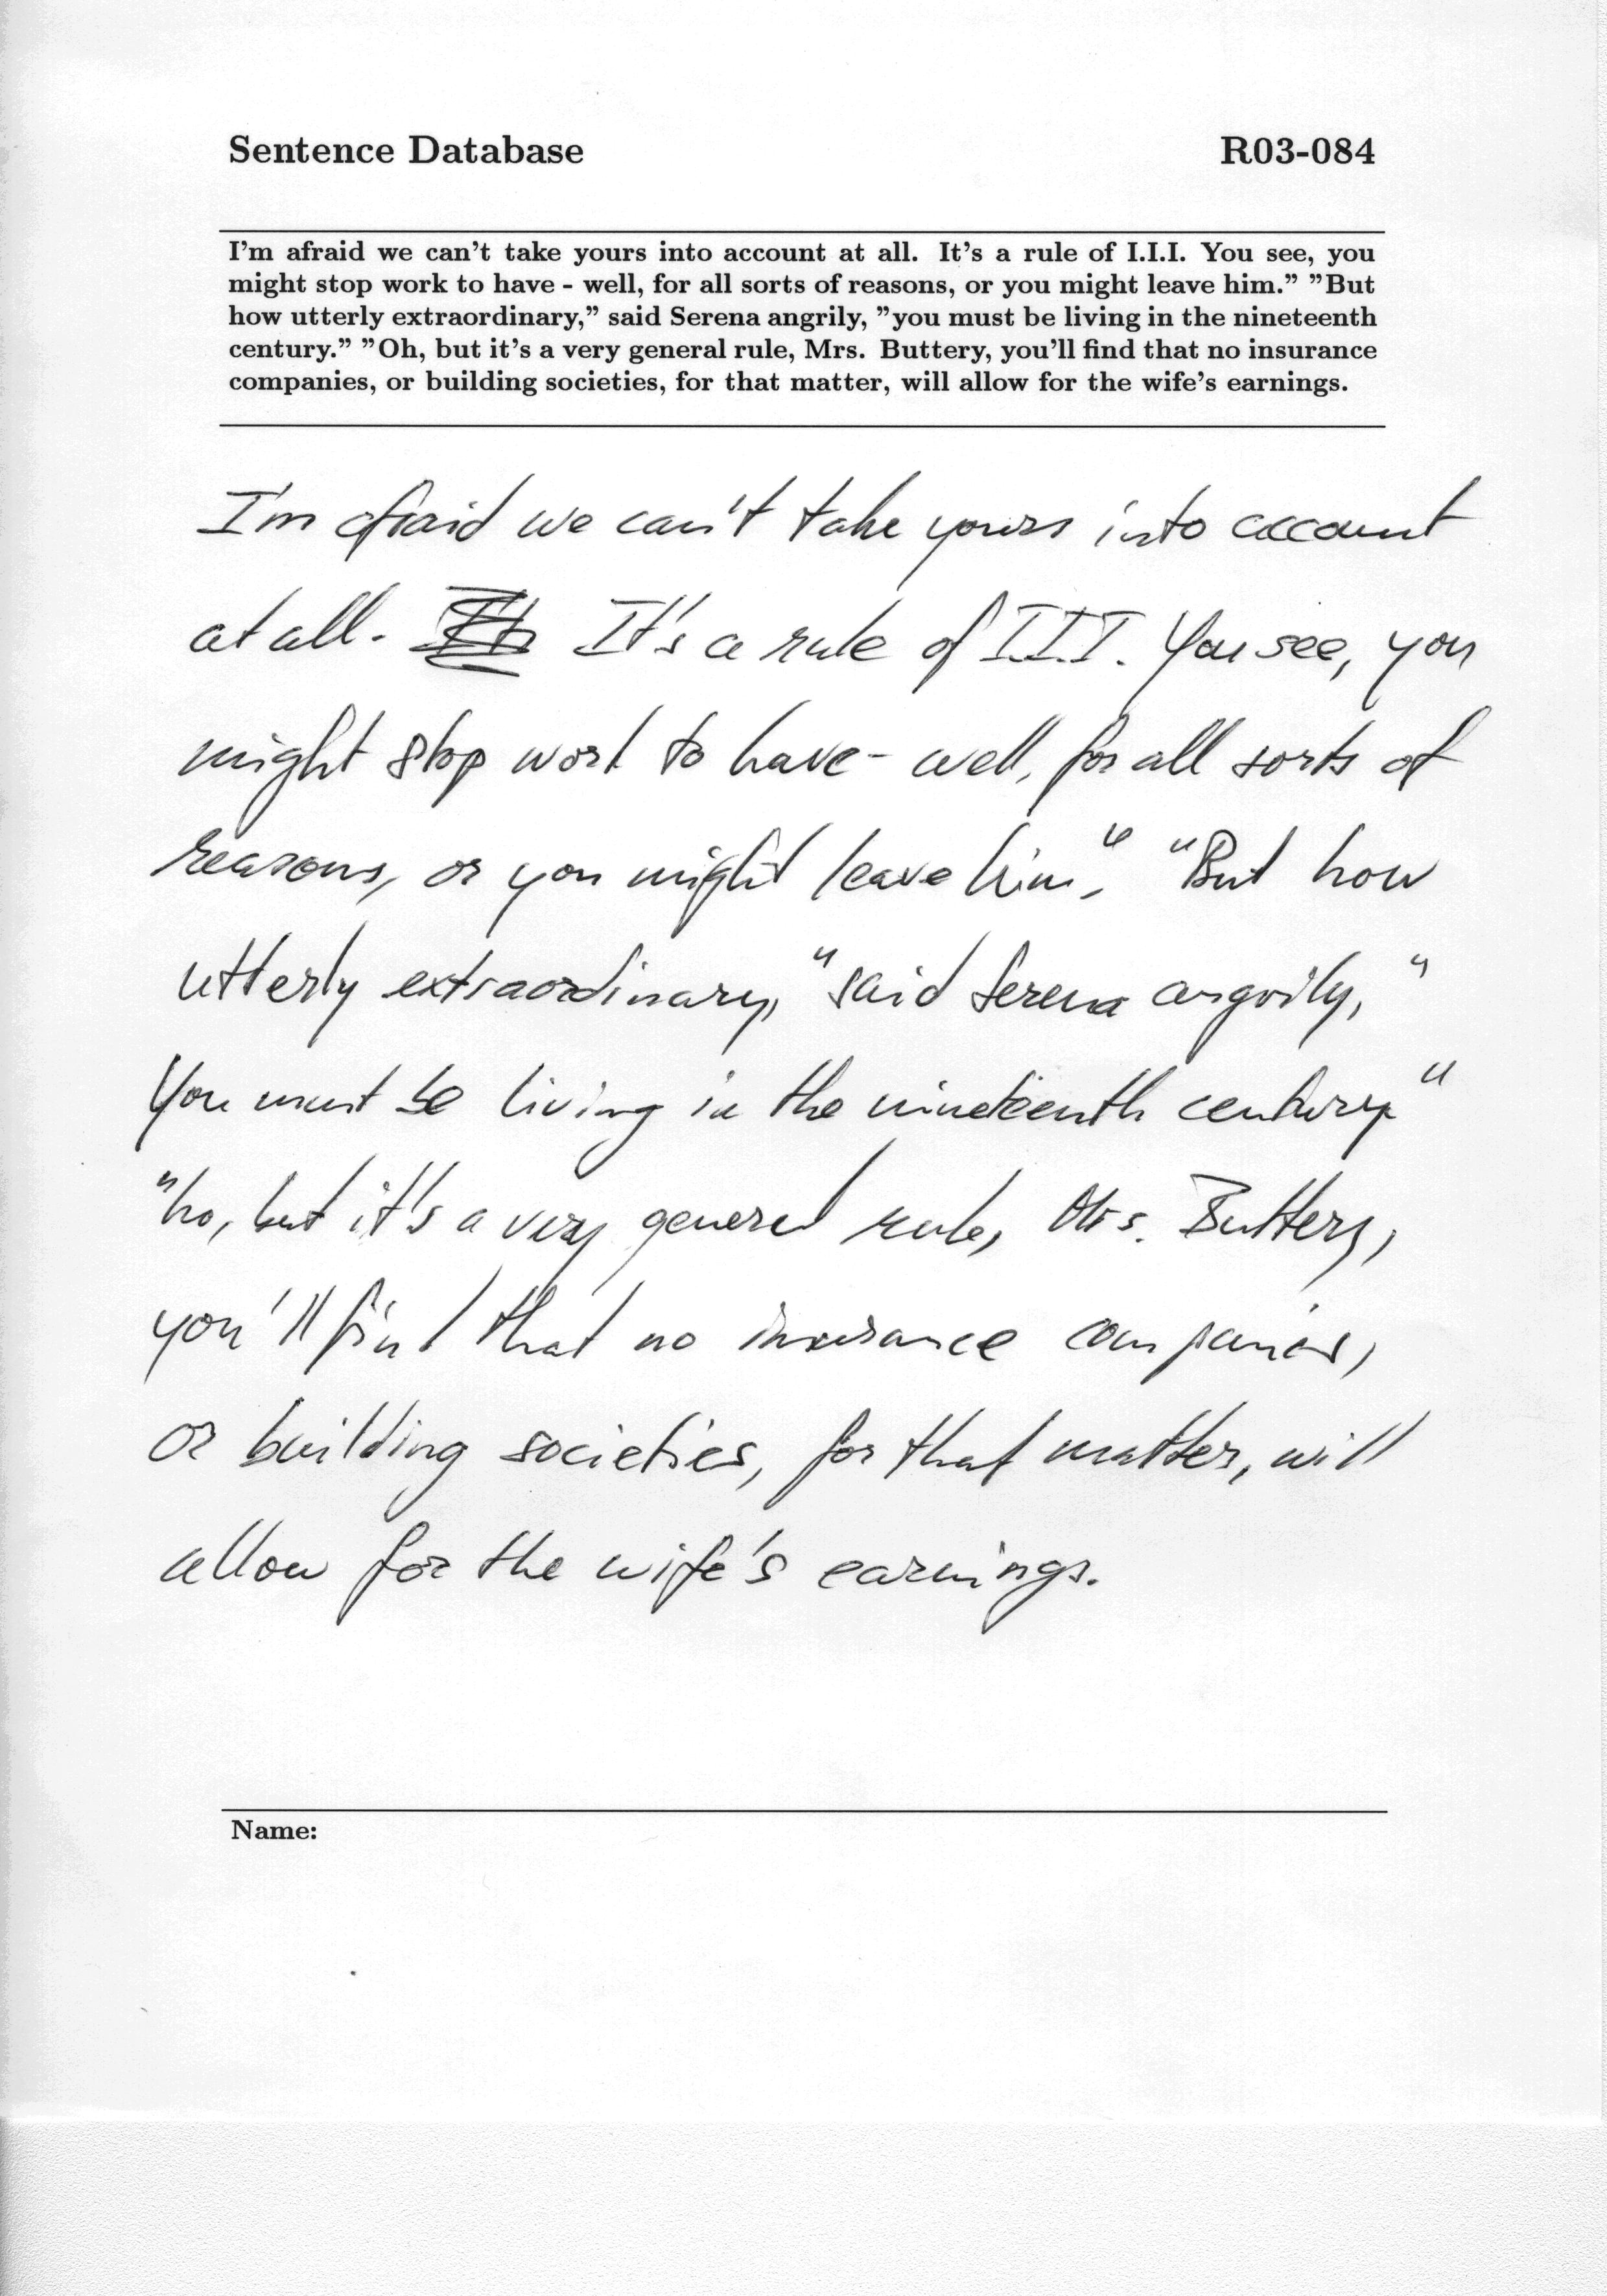 Sentence Database R03-084
I'm afraid we can't take yours into account at all. It's a rule of I.I.I. You see, you
might stop work to have - well, for all sorts of reasons, or you might leave him.” ”But
how utterly extraordinary,” said Serena angrily, ”you must be living in the nineteenth
century.” ”Oh, but it's a very general rule, Mrs. Buttery, you'll find that no insurance
companies, or building societies, for that matter, will allow for the wife's earnings.
I'm afraid we can't take yours into account
at all. It's a rule of I.I.I. You see, you
might stop work to have - well, for all sorts of
reasons, or you might leave him." "But how
utterly extraordinary," said Serena angrily, "
You must be living in the nineteenth century"
"ho, but it's a very general rule, Mrs. Buttery,
you'll find that no insurance companies,
or building societies, for that matter, will
allow for the wife's earnings.
Name: